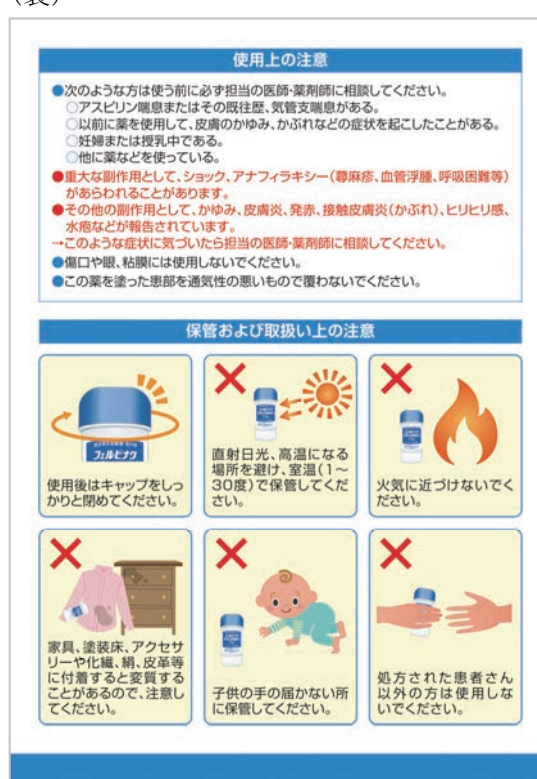 （裏）
使用上の注意
●次のような方は使う前に必ず担当の医師・薬剤師に相談してください。
○アスピリン喘息またはその既往歴、気管支喘息がある。
○以前に薬を使用して、皮膚のかゆみ、かぶれなどの症状を起こしたことがある。
○妊婦または授乳中である。
○他に薬などを使っている。
●重大な副作用として、ショック、アナフィラキシー（蕁麻疹、血管浮腫、呼吸困難等）
があらわれることがあります。
●その他の副作用として、かゆみ、皮膚炎、発赤、接触皮膚炎（かぶれ）、ヒリヒリ感、
水疱などが報告されています。
→このような症状に気づいたら担当の医師・薬剤師に相談してください。
●傷口や眼、粘膜には使用しないでください。
●この薬を塗った患部を通気性の悪いもので覆わないでください。
保管および取扱い上の注意
フェルビナク
使用後はキャップをしっ
かりと閉めてください。
直射日光、高温になる
場所を避け、室温（1〜
30度）で保管してくだ
さい。
火気に近づけないでく
ださい。
家具、塗装床、アクセサ
リーや化繊、絹、皮革等
に付着すると変質する
ことがあるので、注意し
てください。
子供の手の届かない所
に保管してください。
処方された患者さん
以外の方は使用しな
いでください。